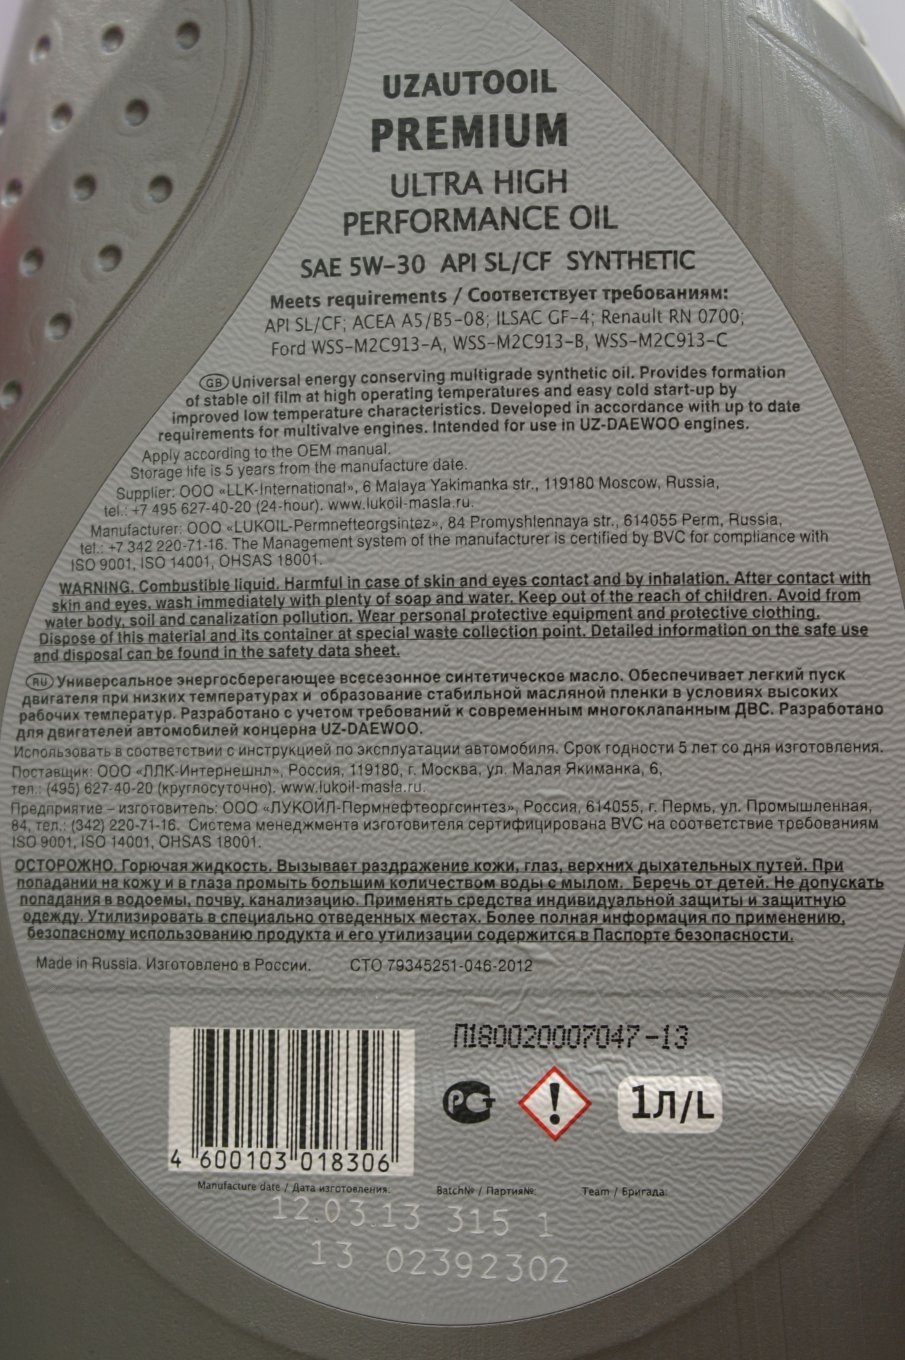 UZAUTOOIL
PREMIUM
ULTRA HIGH
PERFORMANCE OIL
SAE 5W-30 API SL/CF SYNTHETIC
Meets requirements / Соответствует требованиям:
API SL/CF; ACEA A5/B5-08; ILSAC GF-4; Renault RN 0700;
Ford WSS-M2C913-A, WSS-M2C913-B, WSS-M2C913-C
GB Universal energy conserving multigrade synthetic oil. Provides formation
of stable oil film at high operating temperatures and easy cold start-up by
improved low temperature characteristics. Developed in accordance with up to date
requirements for multivalve engines. Intended for use in UZ-DAEWOO engines.
Apply according to the OEM manual.
Storage life is 5 years from the manufacture date.
Supplier: ООО «LLK-International», 6 Malaya Yakimanka str., 119180 Moscow, Russia,
tel.: +7 495 627-40-20 (24-hour). www.lukoil-masla.ru.
Manufacturer: ООО «LUKOIL-Permnefteorgsintez», 84 Promyshlennaya str., 614055 Perm, Russia,
tel.: +7 342 220-71-16. The Management system of the manufacturer is certified by BVC for compliance with
ISO 9001, ISO 14001, OHSAS 18001.
WARNING. Combustible liquid. Harmful in case of skin and eyes contact and by inhalation. After contact with
skin and eyes, wash immediately with plenty of soap and water. Keep out of the reach of children. Avoid from
water body, soil and canalization pollution. Wear personal protective equipment and protective clothing.
Dispose of this material and its container at special waste collection point. Detailed information on the safe use
and disposal can be found in the safety data sheet.
RU Универсальное энергосберегающее всесезонное синтетическое масло. Обеспечивает легкий пуск
двигателя при низких температурах и образование стабильной масляной пленки в условиях высоких
рабочих температур. Разработано с учетом требований к современным многоклапанным ДВС. Разработано
для двигателей автомобилей концерна UZ-DAEWOO.
Использовать в соответствии с инструкцией по эксплуатации автомобиля. Срок годности 5 лет со дня изготовления.
Поставщик: ООО «ЛЛК-Интернешнл», Россия, 119180, г. Москва, ул. Малая Якиманка, 6,
тел.: (495) 627-40-20 (круглосуточно). www.lukoil-masla.ru.
Предприятие – изготовитель: ООО «ЛУКОЙЛ-Пермнефтеоргсинтез», Россия, 614055, г. Пермь, ул. Промышленная,
84, тел.: (342) 220-71-16. Система менеджмента изготовителя сертифицирована BVC на соответствие требованиям
ISO 9001, ISO 14001, OHSAS 18001.
ОСТОРОЖНО. Горючая жидкость. Вызывает раздражение кожи, глаз, верхних дыхательных путей. При
попадании на кожу и в глаза промыть большим количеством воды с мылом. Беречь от детей. Не допускать
попадания в водоемы, почву, канализацию. Применять средства индивидуальной защиты и защитную
одежду. Утилизировать в специально отведенных местах. Более полная информация по применению,
безопасному использованию продукта и его утилизации содержится в Паспорте безопасности.
Made in Russia. Изготовлено в России. СТО 79345251-046-2012
П180020007047-13
РСТ ! 1Л/L
4 600103 018306
Manufacture date / Дата изготовления: Batch№ / Партия№: Team / Бригада:
12.03.13 315 1
13 02392302